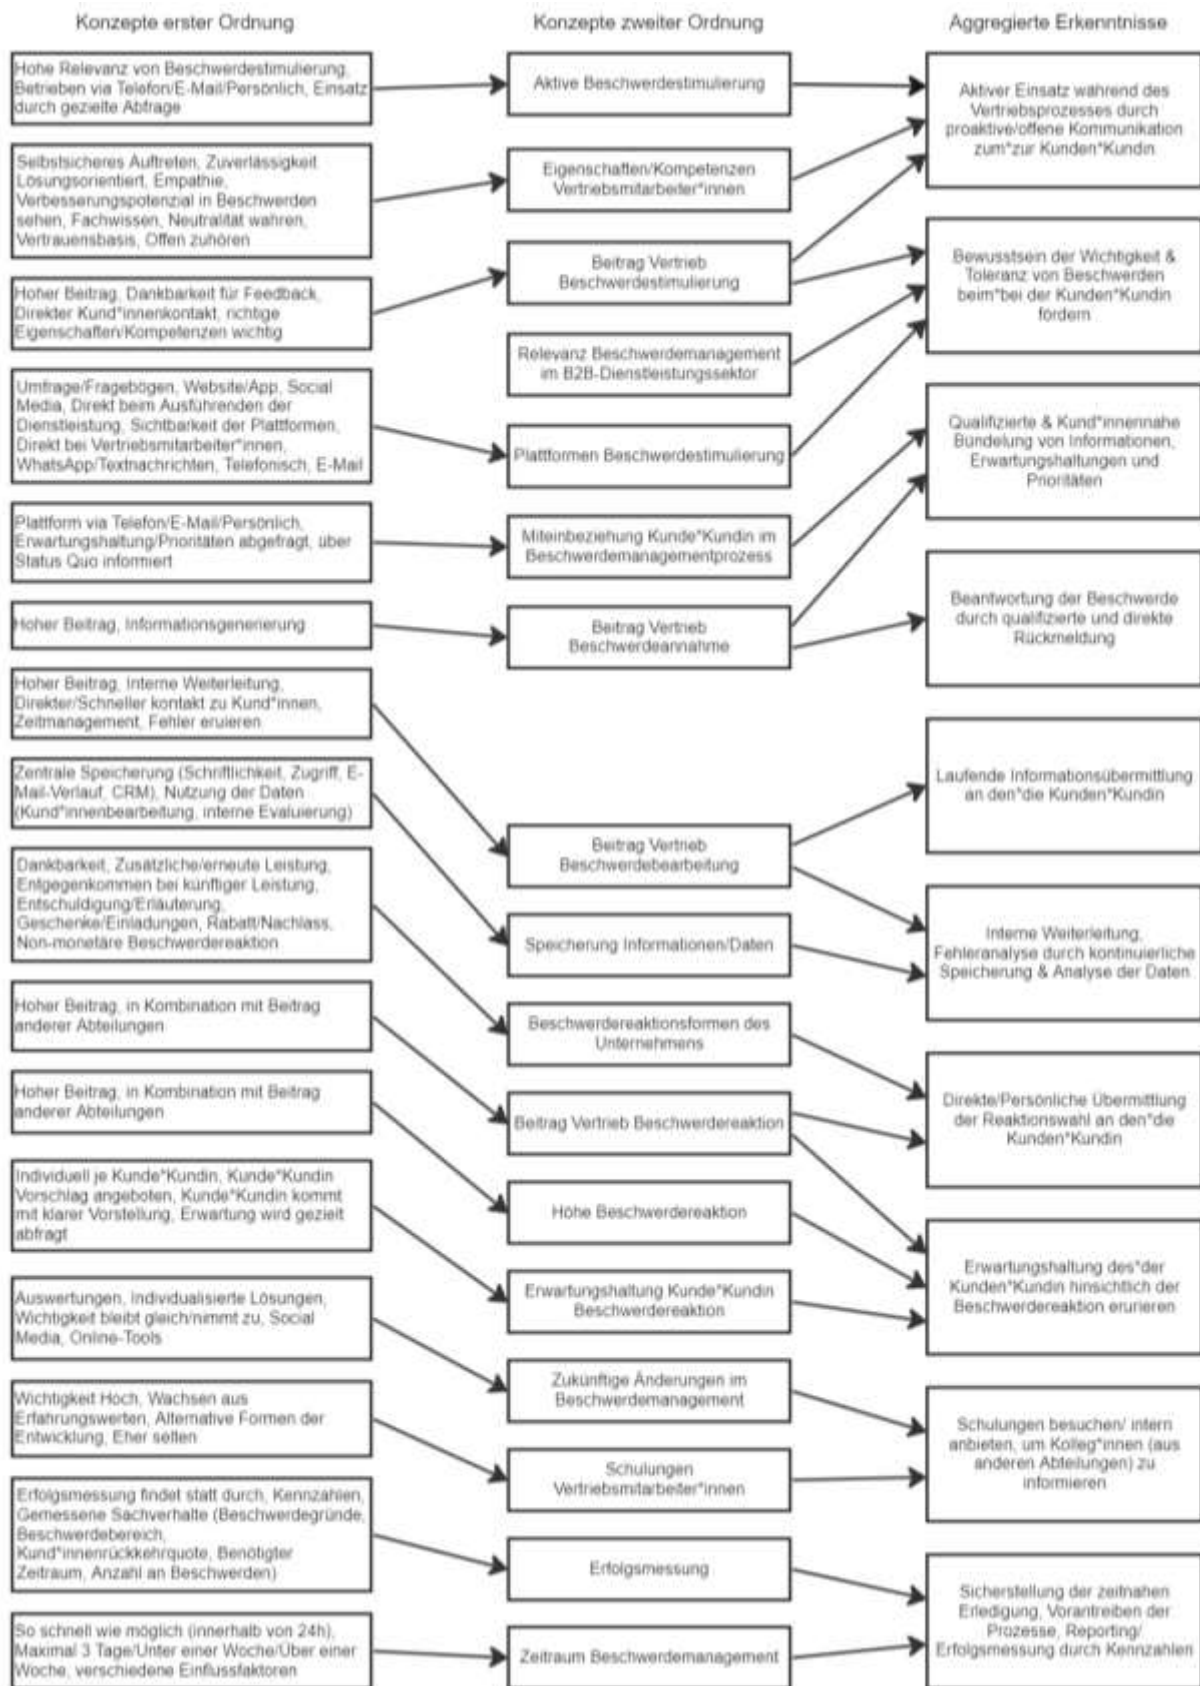 Konzepte erster Ordnung
Hohe Relevanz von Beschwerdestimulierung,
Betrieben via Telefon/E-Mail/Persönlich, Einsatz
durch gezielte Abfrage
Selbstsicheres Auftreten, Zuverlässigkeit
Lösungsorientiert, Empathie,
Verbesserungspotenzial in Beschwerden
sehen, Fachwissen, Neutralität wahren,
Vertrauensbasis, Offen zuhören
Hoher Beitrag, Dankbarkeit für Feedback,
Direkter Kund*innenkontakt, richtige
Eigenschaften/Kompetenzen wichtig
Umfrage/Fragebögen, Website/App, Social
Media, Direkt beim Ausführenden der
Dienstleistung, Sichtbarkeit der Plattformen,
Direkt bei Vertriebsmitarbeiter*innen,
WhatsApp/Textnachrichten, Telefonisch, E-Mail
Plattform via Telefon/E-Mail/Persönlich,
Erwartungshaltung/Prioritäten abgefragt, über
Status Quo informiert
Hoher Beitrag, Informationsgenerierung
Hoher Beitrag, Interne Weiterleitung,
Direkter/Schneller kontakt zu Kund*innen,
Zeitmanagement, Fehler eruieren
Zentrale Speicherung (Schriftlichkeit, Zugriff, E-
Mail-Verlauf, CRM), Nutzung der Daten
(Kund*innenbearbeitung, interne Evaluierung)
Dankbarkeit, Zusätzliche/erneute Leistung,
Entgegenkommen bei künftiger Leistung,
Entschuldigung/Erläuterung,
Geschenke/Einladungen, Rabatt/Nachlass,
Non-monetäre Beschwerdereaktion
Hoher Beitrag, in Kombination mit Beitrag
anderer Abteilungen
Hoher Beitrag, in Kombination mit Beitrag
anderer Abteilungen
Individuell je Kunde*Kundin, Kunde*Kundin
Vorschlag angeboten, Kunde*Kundin kommt
mit klarer Vorstellung, Erwartung wird gezielt
abfragt
Auswertungen, Individualisierte Lösungen,
Wichtigkeit bleibt gleich/nimmt zu, Social
Media, Online-Tools
Wichtigkeit Hoch, Wachsen aus
Erfahrungswerten, Alternative Formen der
Entwicklung, Eher selten
Erfolgsmessung findet statt durch, Kennzahlen,
Gemessene Sachverhalte (Beschwerdegründe,
Beschwerdebereich,
Kund*innenrückkehrquote, Benötigter
Zeitraum, Anzahl an Beschwerden)
So schnell wie möglich (innerhalb von 24h),
Maximal 3 Tage/Unter einer Woche/Über einer
Woche, verschiedene Einflussfaktoren
Konzepte zweiter Ordnung
Aktive Beschwerdestimulierung
Eigenschaften/Kompetenzen
Vertriebsmitarbeiter*innen
Beitrag Vertrieb
Beschwerdestimulierung
Relevanz Beschwerdemanagement
im B2B-Dienstleistungssektor
Plattformen Beschwerdestimulierung
Miteinbeziehung Kunde*Kundin im
Beschwerdemanagementprozess
Beitrag Vertrieb
Beschwerdeannahme
Beitrag Vertrieb
Beschwerdebearbeitung
Speicherung Informationen/Daten
Beschwerdereaktionsformen des
Unternehmens
Beitrag Vertrieb Beschwerdereaktion
Höhe Beschwerdereaktion
Erwartungshaltung Kunde*Kundin
Beschwerdereaktion
Zukünftige Änderungen im
Beschwerdemanagement
Schulungen
Vertriebsmitarbeiter*innen
Erfolgsmessung
Zeitraum Beschwerdemanagement
Aggregierte Erkenntnisse
Aktiver Einsatz während des
Vertriebsprozesses durch
proaktive/offene Kommunikation
zum*zur Kunden*Kundin
Bewusstsein der Wichtigkeit &
Toleranz von Beschwerden
beim*bei der Kunden*Kundin
fördern
Qualifizierte & Kund*innennahe
Bündelung von Informationen,
Erwartungshaltungen und
Prioritäten
Beantwortung der Beschwerde
durch qualifizierte und direkte
Rückmeldung
Laufende Informationsübermittlung
an den*die Kunden*Kundin
Interne Weiterleitung,
Fehleranalyse durch kontinuierliche
Speicherung & Analyse der Daten
Direkte/Persönliche Übermittlung
der Reaktionswahl an den*die
Kunden*Kundin
Erwartungshaltung des*der
Kunden*Kundin hinsichtlich der
Beschwerdereaktion erurieren
Schulungen besuchen/ intern
anbieten, um Kolleg*innen (aus
anderen Abteilungen) zu
informieren
Sicherstellung der zeitnahen
Erledigung, Vorantreiben der
Prozesse, Reporting/
Erfolgsmessung durch Kennzahlen